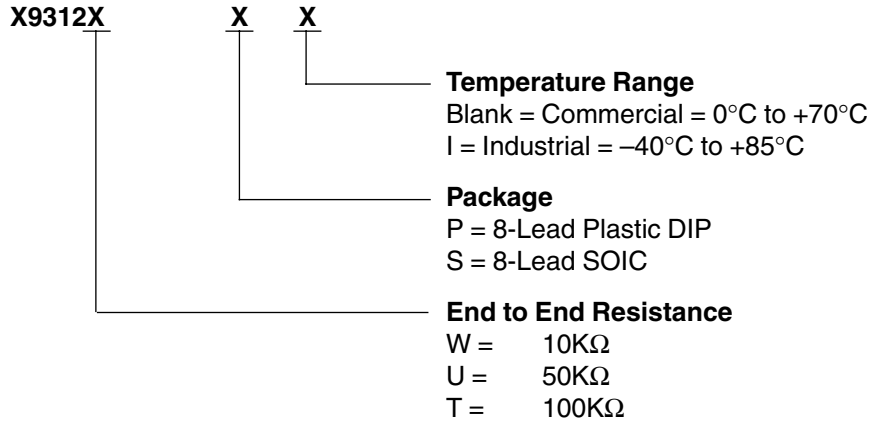 X9312X X X
Temperature Range
Blank = Commercial = 0°C to +70°C
I = Industrial = –40°C to +85°C
Package
P = 8-Lead Plastic DIP
S = 8-Lead SOIC
End to End Resistance
W = 10KΩ
U = 50KΩ
T = 100KΩ